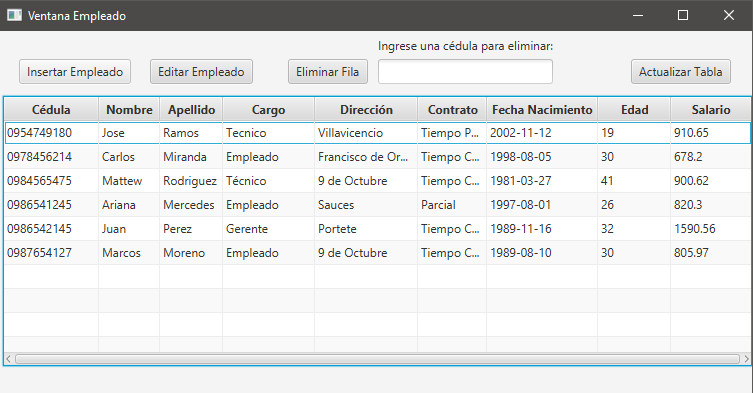 Ventana Empleado
Ingrese una cédula para eliminar:
Insertar Empleado Editar Empleado Eliminar Fila Actualizar Tabla
Cédula Nombre Apellido Cargo Dirección Contrato Fecha Nacimiento Edad Salario
0954749180 Jose Ramos Tecnico Villavicencio Tiempo P... 2002-11-12 19 910.65
0978456214 Carlos Miranda Empleado Francisco de Or... Tiempo C... 1998-08-05 30 678.2
0984565475 Mattew Rodriguez Técnico 9 de Octubre Tiempo C... 1981-03-27 41 900.62
0986541245 Ariana Mercedes Empleado Sauces Parcial 1997-08-01 26 820.3
0986542145 Juan Perez Gerente Portete Tiempo C... 1989-11-16 32 1590.56
0987654127 Marcos Moreno Empleado 9 de Octubre Tiempo C... 1989-08-10 30 805.97